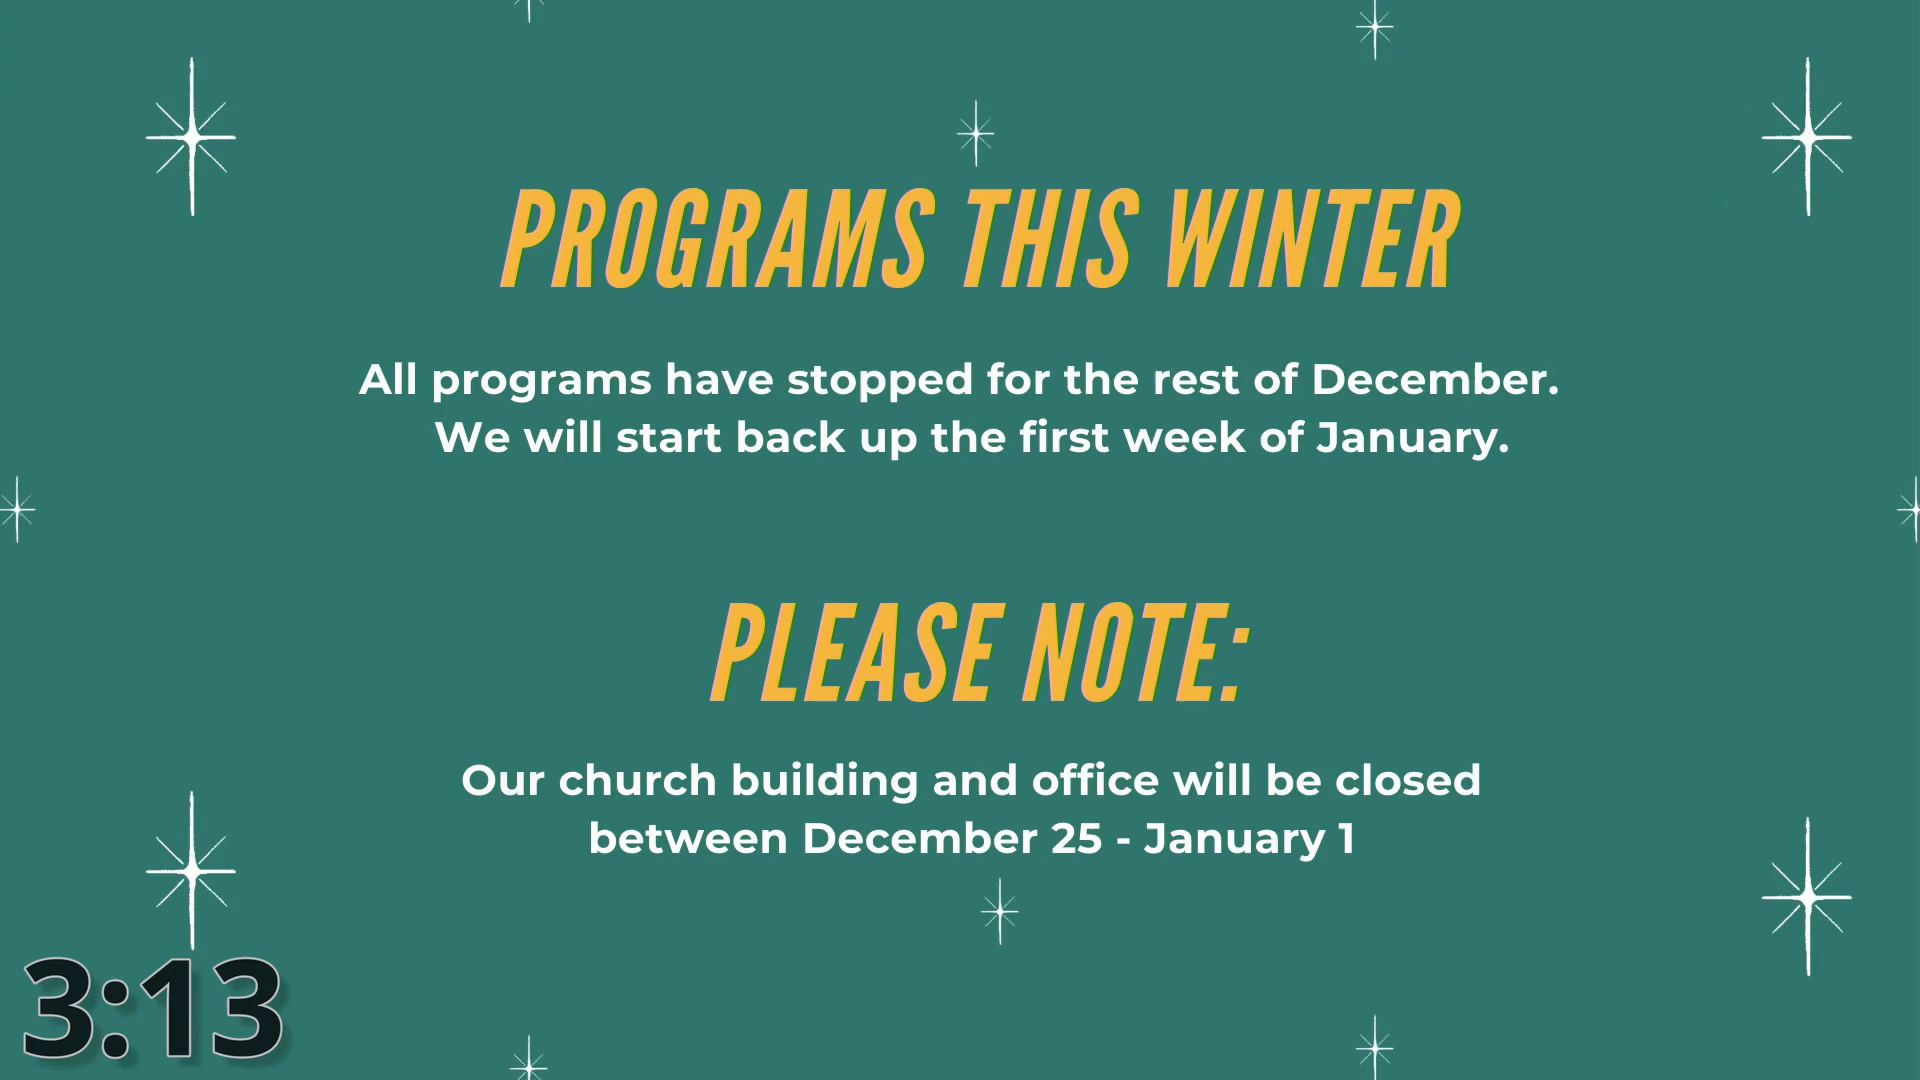 PROGRAMS THIS WINTER
All programs have stopped for the rest of December.
We will start back up the first week of January.
PLEASE NOTE:
Our church building and office will be closed
between December 25 - January 1
3:13